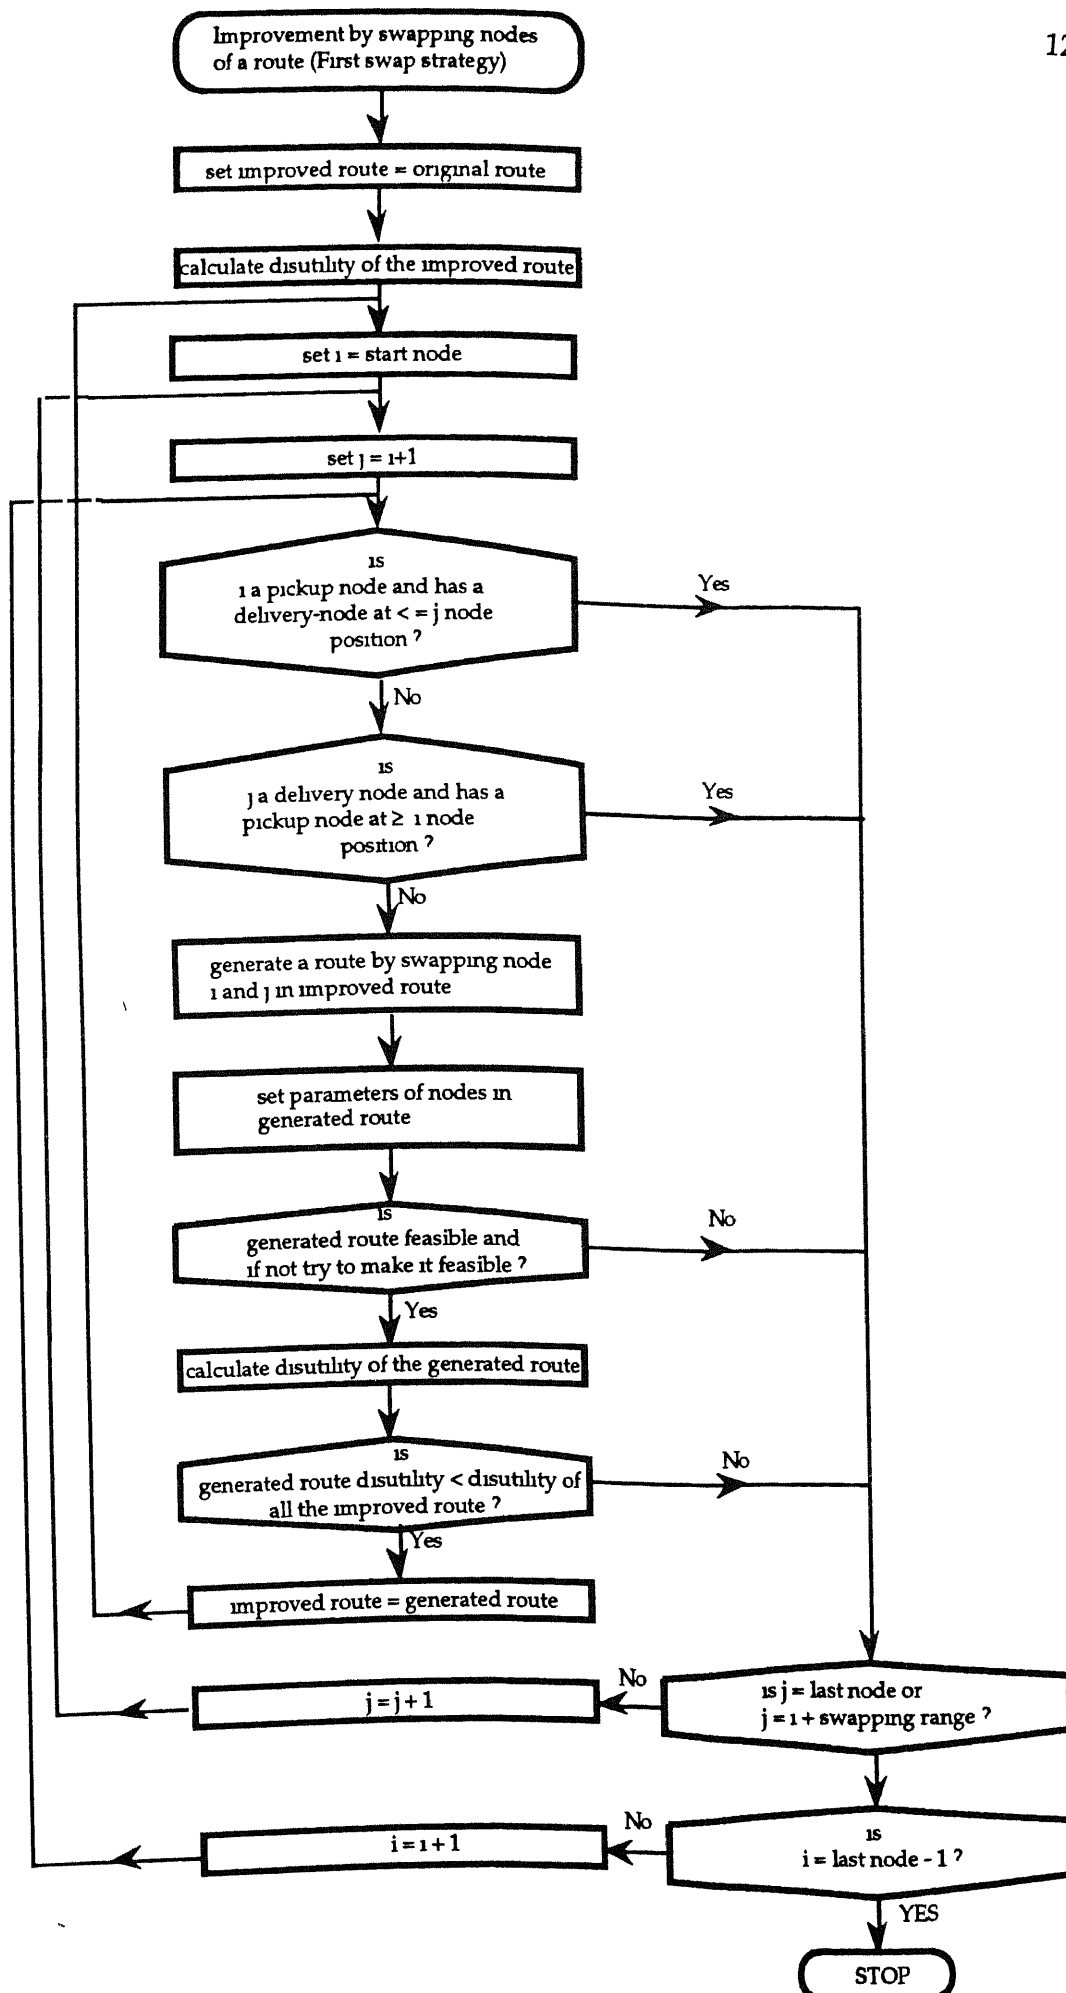 Improvement by swapping nodes
of a route (First swap strategy)
12
set improved route = original route
calculate disutility of the improved route
set i = start node
set j = i+1
is
i a pickup node and has a
delivery-node at < = j node
position ?
Yes
No
is
j a delivery node and has a
pickup node at ≥ i node
position ?
Yes
No
generate a route by swapping node
i and j in improved route
set parameters of nodes in
generated route
is
generated route feasible and
if not try to make it feasible ?
No
Yes
calculate disutility of the generated route
is
generated route disutility < disutility of
all the improved route ?
No
Yes
improved route = generated route
is j = last node or
j = i + swapping range ?
No
j = j + 1
is
i = last node - 1 ?
No
i = i + 1
YES
STOP